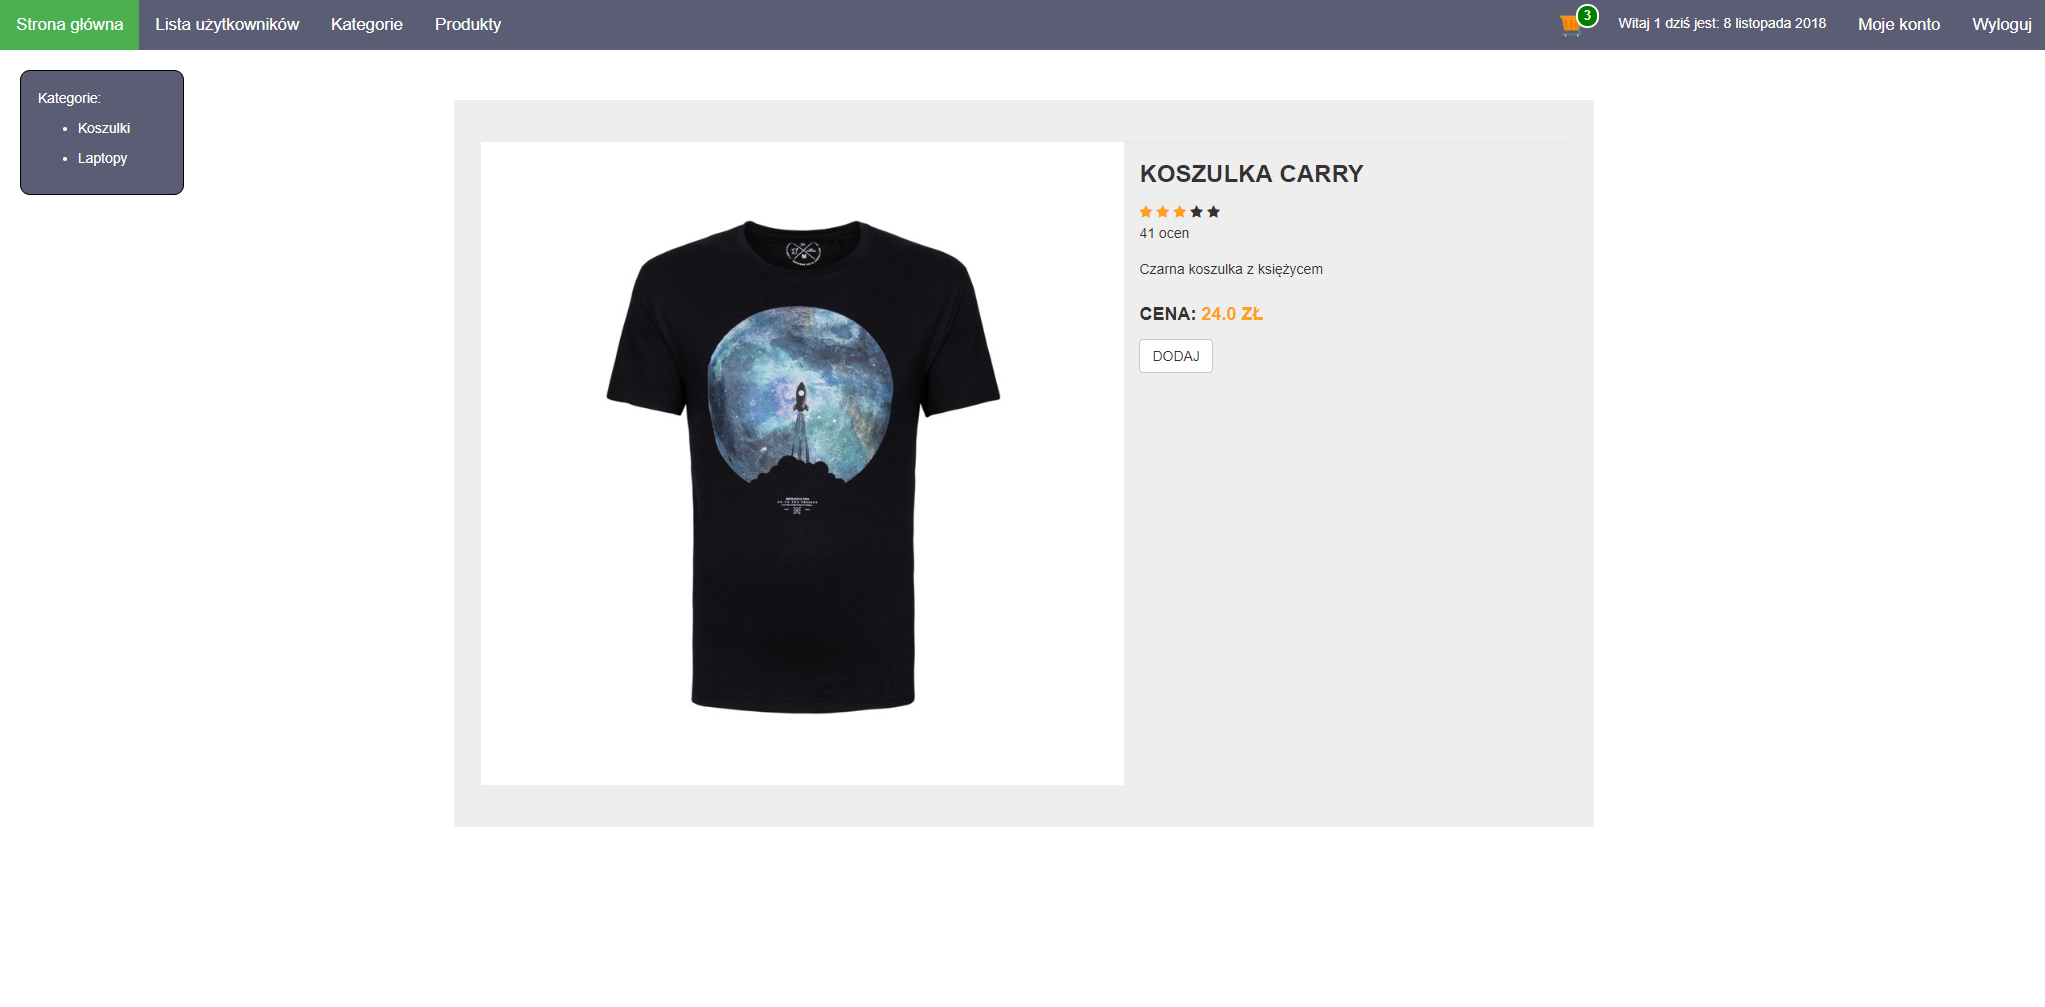 Strona główna Lista użytkowników Kategorie Produkty 3 Witaj 1 dziś jest: 8 listopada 2018 Moje konto Wyloguj
Kategorie:
Koszulki
Laptopy
KOSZULKA CARRY
41 ocen
Czarna koszulka z księżycem
CENA: 24.0 ZŁ
DODAJ